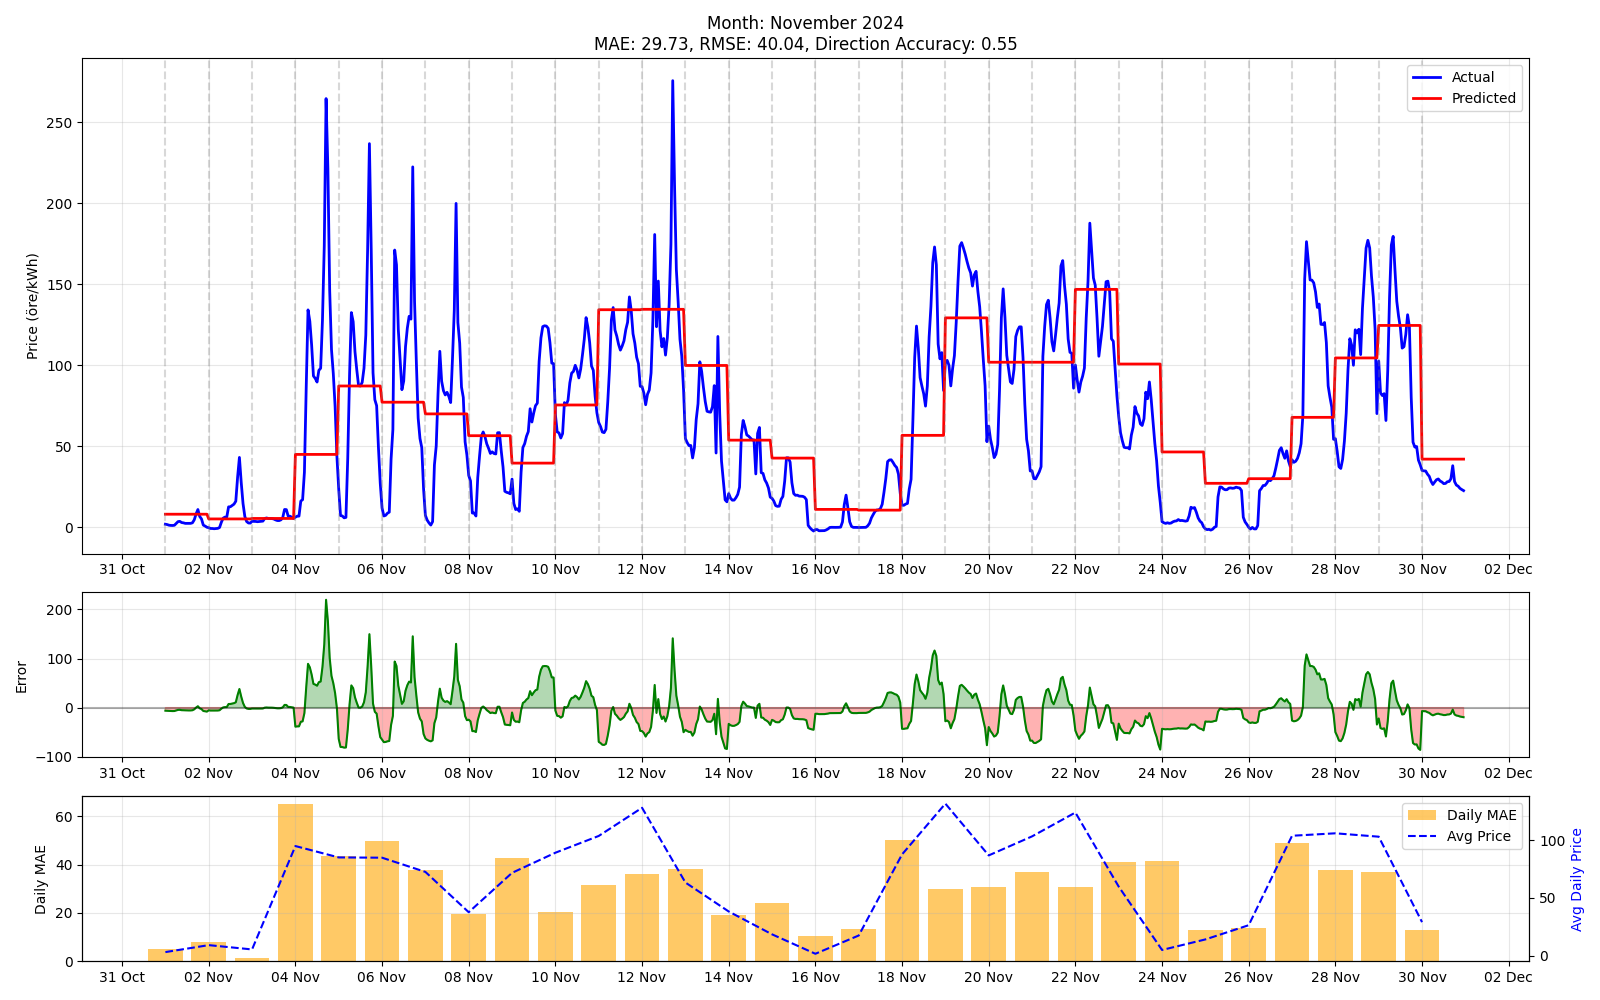 Month: November 2024
MAE: 29.73, RMSE: 40.04, Direction Accuracy: 0.55
Price (öre/kWh)
250
200
150
100
50
0
Actual
Predicted
31 Oct 02 Nov 04 Nov 06 Nov 08 Nov 10 Nov 12 Nov 14 Nov 16 Nov 18 Nov 20 Nov 22 Nov 24 Nov 26 Nov 28 Nov 30 Nov 02 Dec
Error
200
100
0
−100
31 Oct 02 Nov 04 Nov 06 Nov 08 Nov 10 Nov 12 Nov 14 Nov 16 Nov 18 Nov 20 Nov 22 Nov 24 Nov 26 Nov 28 Nov 30 Nov 02 Dec
Daily MAE
60
40
20
0
Daily MAE
Avg Price
100
50
0
Avg Daily Price
31 Oct 02 Nov 04 Nov 06 Nov 08 Nov 10 Nov 12 Nov 14 Nov 16 Nov 18 Nov 20 Nov 22 Nov 24 Nov 26 Nov 28 Nov 30 Nov 02 Dec